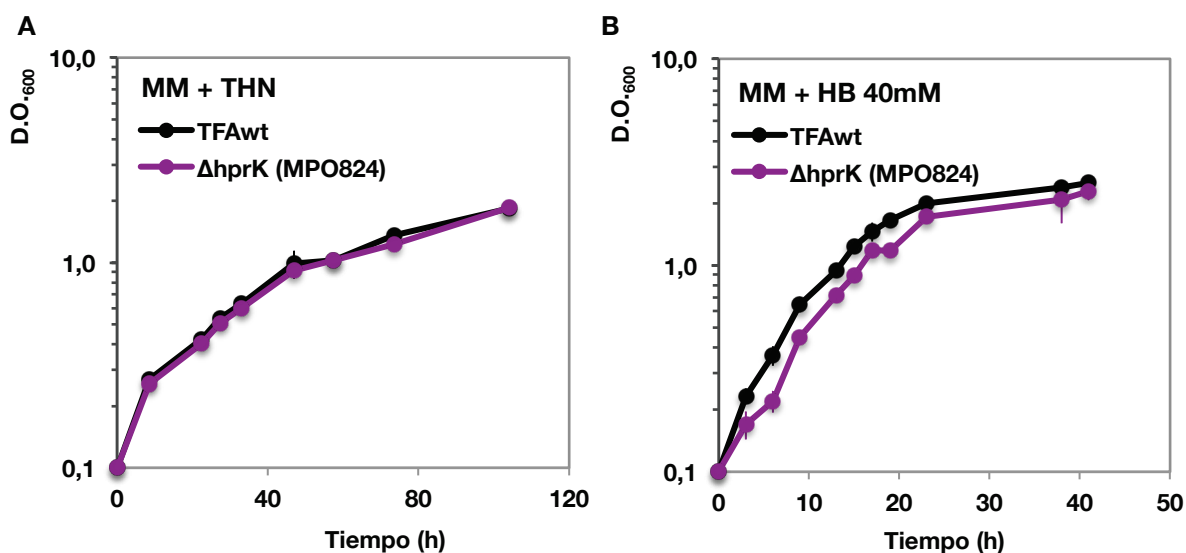 A
10,0
1,0
0,1
D.O.600
MM + THN
TFAwt
ΔhprK (MPO824)
0
40
80
120
Tiempo (h)
B
10,0
1,0
0,1
D.O.600
MM + HB 40mM
TFAwt
ΔhprK (MPO824)
0
10
20
30
40
50
Tiempo (h)